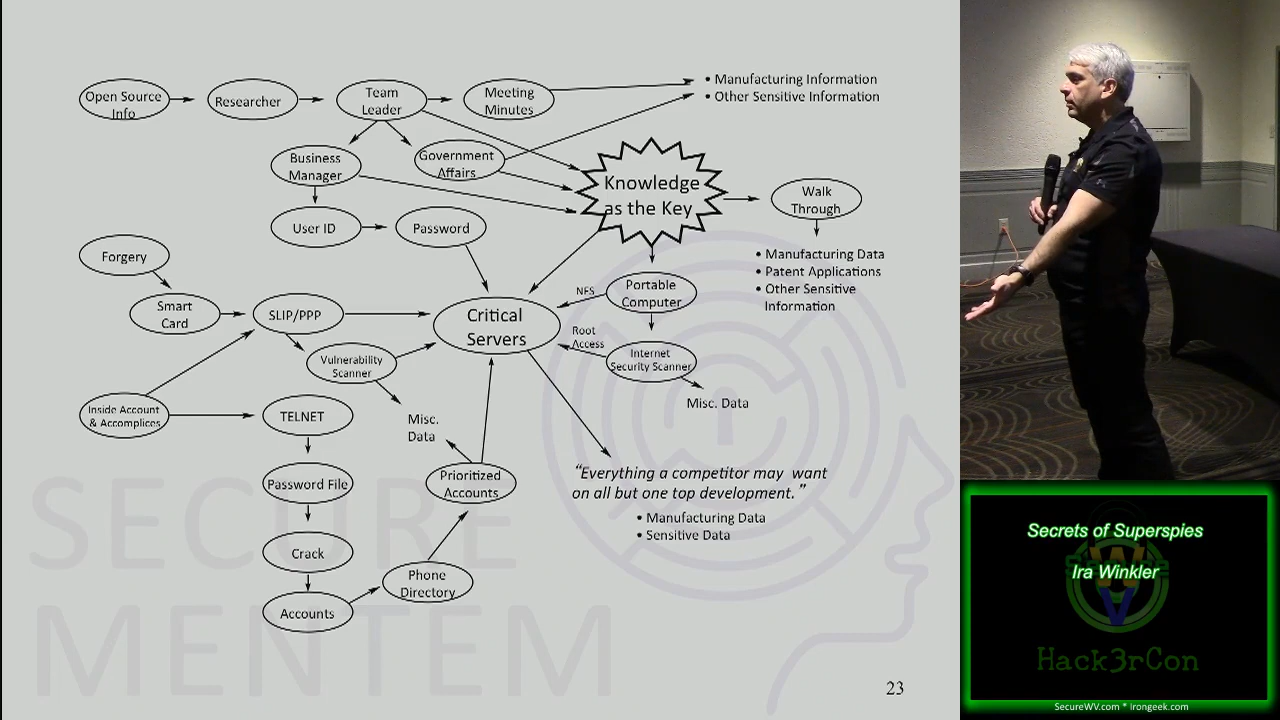 Open Source
Info
Researcher
Team
Leader
Meeting
Minutes
• Manufacturing Information
• Other Sensitive Information
Business
Manager
Government
Affairs
Knowledge
as the Key
Walk
Through
User ID
Password
Forgery
• Manufacturing Data
• Patent Applications
• Other Sensitive
Information
Smart
Card
SLIP/PPP
Critical
Servers
NFS
Portable
Computer
Root
Access
Vulnerability
Scanner
Internet
Security Scanner
Misc. Data
Inside Account
& Accomplices
TELNET
Misc.
Data
Password File
Prioritized
Accounts
“Everything a competitor may want
on all but one top development.”
• Manufacturing Data
• Sensitive Data
Crack
Phone
Directory
Accounts
SECURE
MENTEM
23
Secrets of Superspies
Ira Winkler
Hack3rCon
SecureWV.com * irongeek.com